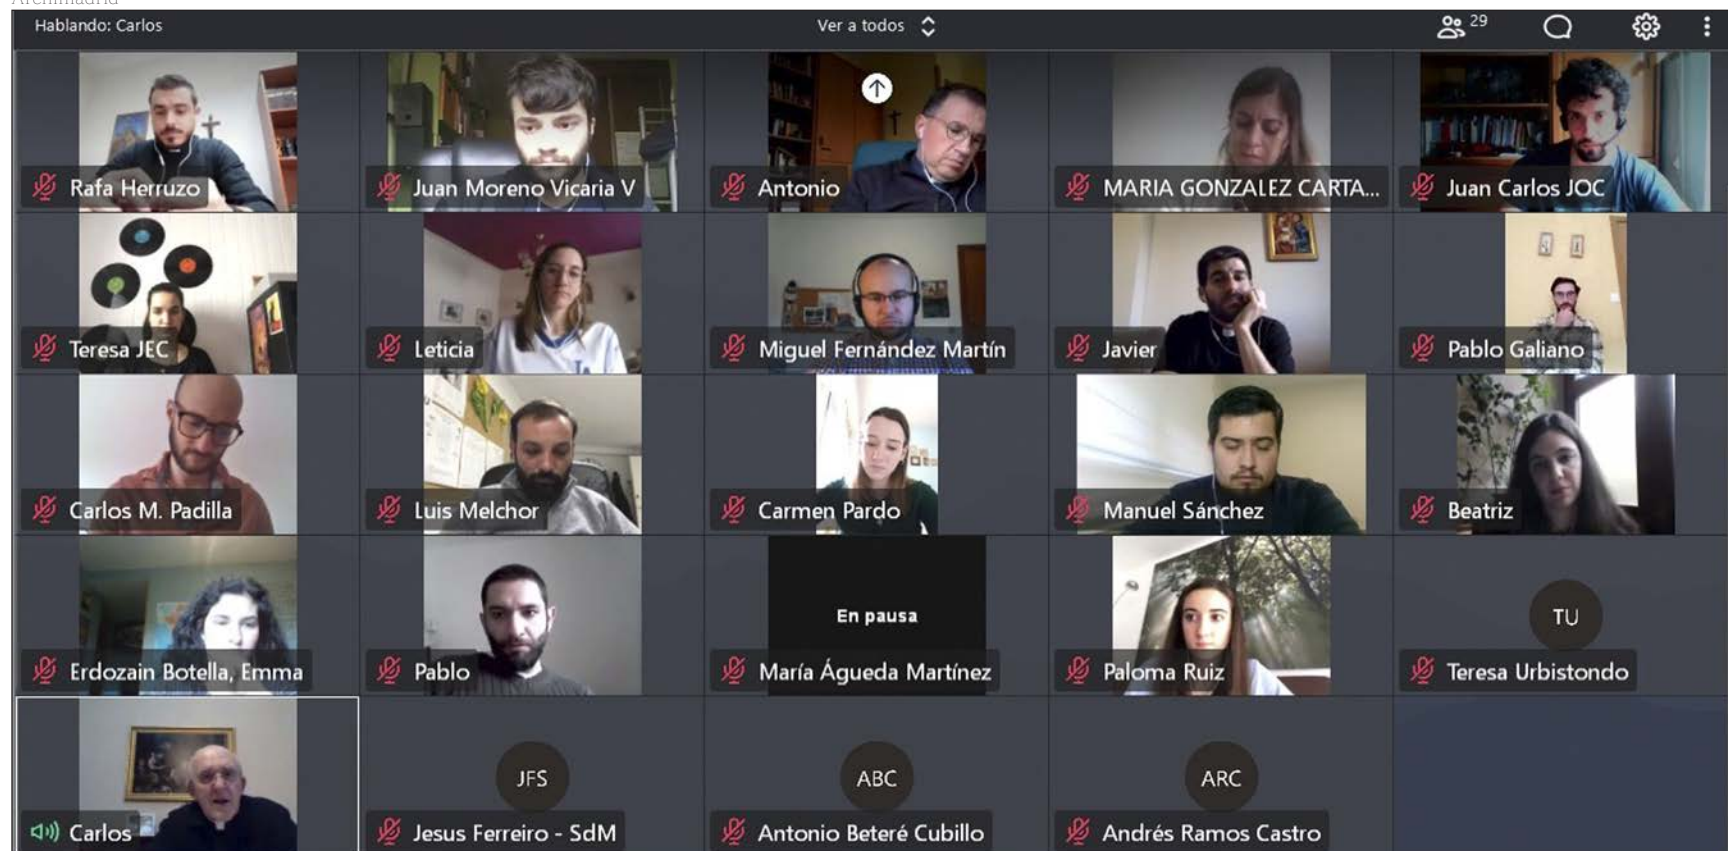 Archimadrid
Hablando: Carlos
Ver a todos
29
Rafa Herruzo
Juan Moreno Vicaria V
Antonio
MARIA GONZALEZ CARTA...
Juan Carlos JOC
Teresa JEC
Leticia
Miguel Fernández Martín
Javier
Pablo Galiano
Carlos M. Padilla
Luis Melchor
Carmen Pardo
Manuel Sánchez
Beatriz
Erdozain Botella, Emma
Pablo
En pausa
María Águeda Martínez
Paloma Ruiz
TU
Teresa Urbistondo
Carlos
JFS
Jesus Ferreiro - SdM
ABC
Antonio Beteré Cubillo
ARC
Andrés Ramos Castro